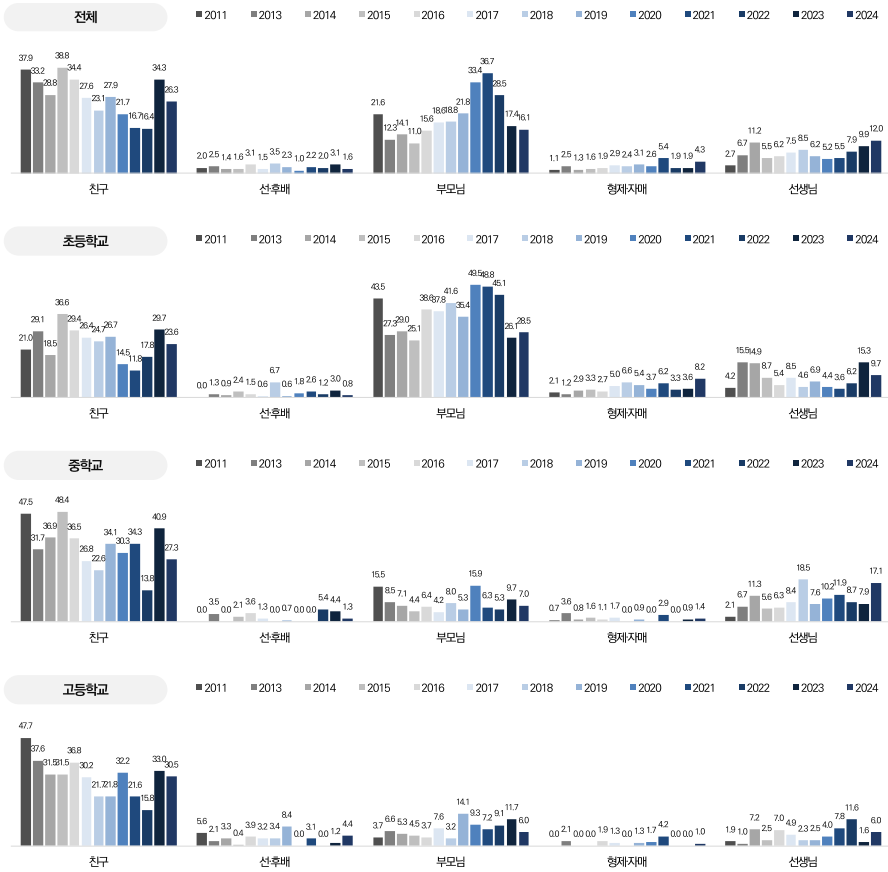 전체
2011 2013 2014 2015 2016 2017 2018 2019 2020 2021 2022 2023 2024
37.9 33.2 28.8 38.8 34.4 27.6 23.1 27.9 21.7 16.7 16.4 34.3 26.3
2.0 2.5 1.4 1.6 3.1 1.5 3.5 2.3 1.0 2.2 2.0 3.1 1.6
21.6 12.3 14.1 11.0 15.6 18.6 18.8 21.8 33.4 36.7 28.5 17.4 16.1
1.1 2.5 1.3 1.6 1.9 2.9 2.4 3.1 2.6 5.4 1.9 1.9 4.3
2.7 6.7 11.2 5.5 6.2 7.5 8.5 6.2 5.2 5.5 7.9 9.9 12.0
친구 선·후배 부모님 형제·자매 선생님
초등학교
2011 2013 2014 2015 2016 2017 2018 2019 2020 2021 2022 2023 2024
21.0 29.1 18.5 36.6 29.4 26.4 24.7 26.7 14.5 11.8 17.8 29.7 23.6
0.0 1.3 0.9 2.4 1.5 0.6 6.7 0.6 1.8 2.6 1.2 3.0 0.8
43.5 27.3 29.0 25.1 38.6 37.8 41.6 35.4 49.5 48.8 45.1 26.1 28.5
2.1 1.2 2.9 3.3 2.7 5.0 6.6 5.4 3.7 6.2 3.3 3.6 8.2
4.2 15.5 14.9 8.7 5.4 8.5 4.6 6.9 4.4 3.6 6.2 15.3 9.7
친구 선·후배 부모님 형제·자매 선생님
중학교
2011 2013 2014 2015 2016 2017 2018 2019 2020 2021 2022 2023 2024
47.5 31.7 36.9 48.4 36.5 26.8 22.6 34.1 30.3 34.3 13.8 40.9 27.3
0.0 3.5 0.0 2.1 3.6 1.3 0.0 0.7 0.0 0.0 5.4 4.4 1.3
15.5 8.5 7.1 4.4 6.4 4.2 8.0 5.3 15.9 6.3 5.3 9.7 7.0
0.7 3.6 0.8 1.6 1.1 1.7 0.0 0.9 0.0 2.9 0.0 0.9 1.4
2.1 6.7 11.3 5.6 6.3 8.4 18.5 7.6 10.2 11.9 8.7 7.9 17.1
친구 선·후배 부모님 형제·자매 선생님
고등학교
2011 2013 2014 2015 2016 2017 2018 2019 2020 2021 2022 2023 2024
47.7 37.6 31.5 31.5 36.8 30.2 21.7 21.8 32.2 21.6 15.8 33.0 30.5
5.6 2.1 3.3 0.4 3.9 3.2 3.4 8.4 0.0 3.1 0.0 1.2 4.4
3.7 6.6 5.3 4.5 3.7 7.6 3.2 14.1 9.3 7.2 9.1 11.7 6.0
0.0 2.1 0.0 0.0 1.9 1.3 0.0 1.3 1.7 4.2 0.0 0.0 1.0
1.9 1.0 7.2 2.5 7.0 4.9 2.3 2.5 4.0 7.8 11.6 1.6 6.0
친구 선·후배 부모님 형제·자매 선생님